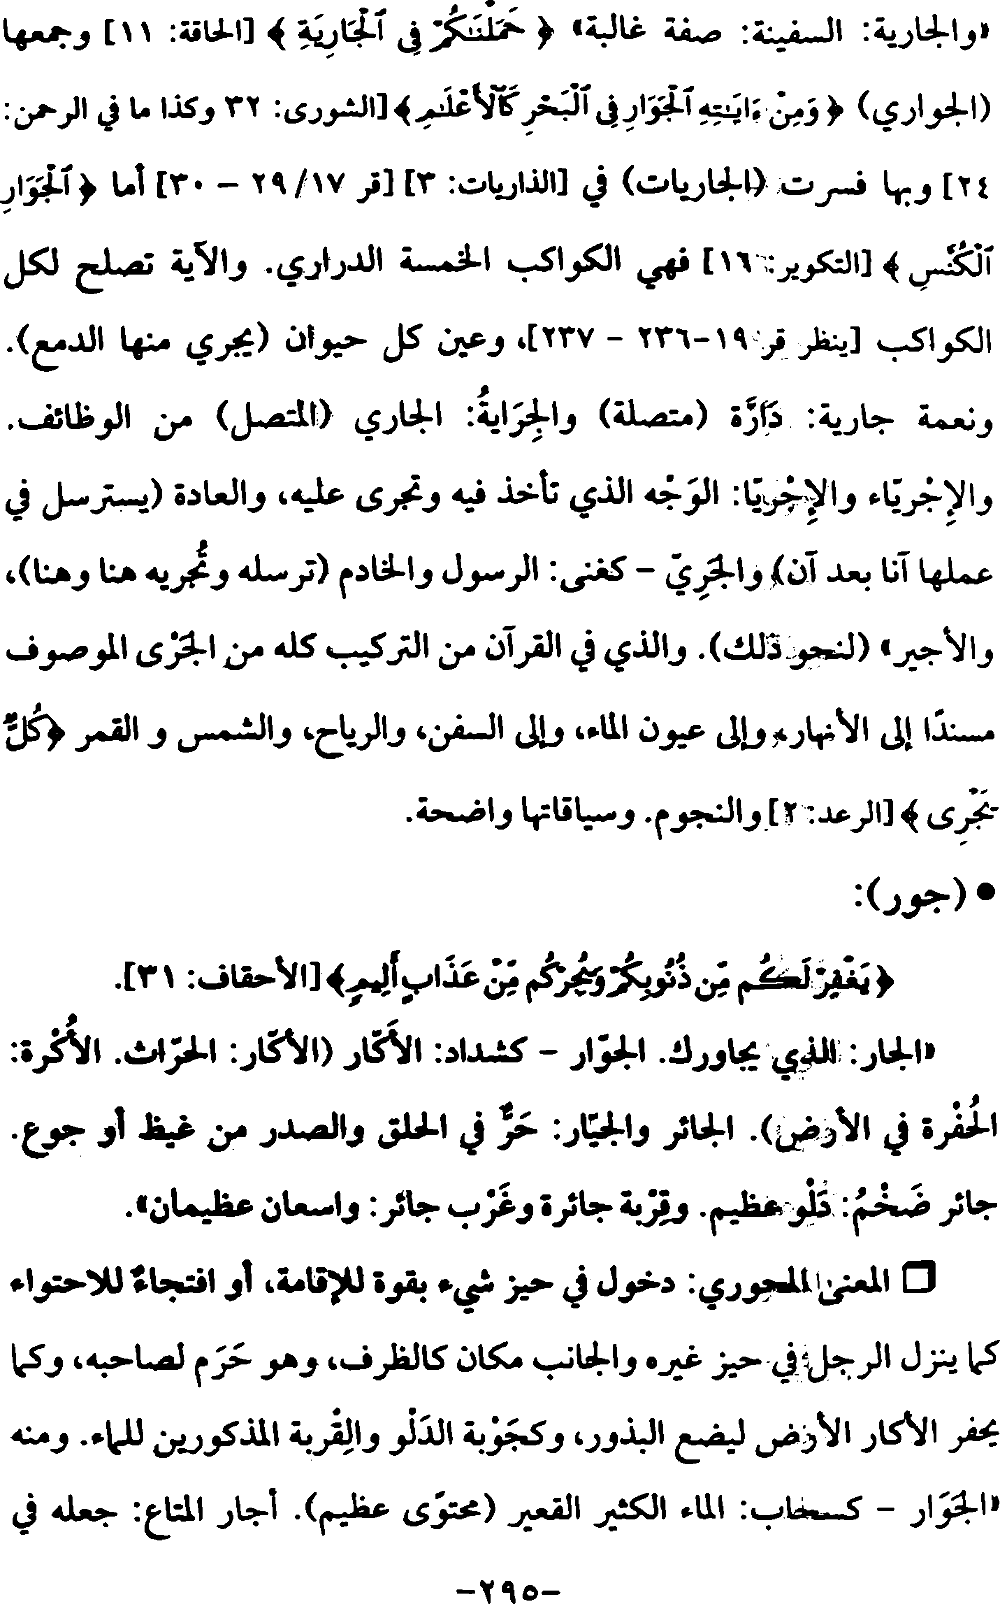 «والجارية: السفينة: صفة غالبة» ﴿ حَمَلْنَٰكُمْ فِى ٱلْجَارِيَةِ ﴾ [الحاقة: ١١] وجمعها
(الجواري) ﴿ وَمِنْ ءَايَٰتِهِ ٱلْجَوَارِ فِى ٱلْبَحْرِ كَٱلْأَعْلَٰمِ ﴾ [الشورى: ٣٢ وكذا ما في الرحمن:
٢٤] وبها فسرت (الجاريات) في [الذاريات: ٣] [قر ٢٩/١٧ – ٣٠] أما ﴿ ٱلْجَوَارِ
ٱلْكُنَّسِ ﴾ [التكوير: ١٦] فهي الكواكب الخمسة الدراري. والآية تصلح لكل
الكواكب [ينظر قر ١٩-٢٣٦ – ٢٣٧]، وعين كل حيوان (يجري منها الدمع).
ونعمة جارية: دَارَّة (متصلة) والجِرَايةُ: الجاري (المتصل) من الوظائف.
والإِجْريّاء والإِجْريّا: الوَجْه الذي تأخذ فيه وتجرى عليه، والعادة (يسترسل في
عملها آنا بعد آن) والجَرِيّ – كغنى: الرسول والخادم (ترسله وتُجريه هنا وهنا)،
والأجير» (لنحو ذلك). والذي في القرآن من التركيب كله من الجَرْى الموصوف
مسندًا إلى الأنهار، وإلى عيون الماء، وإلى السفن، والرياح، والشمس و القمر ﴿كُلٌّ
يَجْرِى ﴾ [الرعد: ٢] والنجوم. وسياقاتها واضحة.
• (جور):
﴿ يَغْفِرْ لَكُم مِّن ذُنُوبِكُمْ وَيُجِرْكُم مِّنْ عَذَابٍ أَلِيمٍ ﴾ [الأحقاف: ٣١].
«الجار: الذي يجاورك. الجوّار – كشداد: الأَكّار (الأكّار: الحرّاث. الأُكْرة:
الحُفْرة في الأرض). الجائر والجيّار: حَرٌّ في الحلق والصدر من غيظ أو جوع.
جائر ضَخْمُ: دَلْو عظيم. وقِرْبة جائرة وغَرْب جائر: واسعان عظيمان».
□ المعنى المحوري: دخول في حيز شيء بقوة للإقامة، أو افتجاءٌ للاحتواء
كما ينزل الرجل في حيز غيره والجانب مكان كالظرف، وهو حَرَم لصاحبه، وكما
يحفر الأكار الأرض ليضع البذور، وكجَوْبة الدَلْو والقِرْبة المذكورين للماء. ومنه
«الجَوَار – كسحاب: الماء الكثير القعير (محتوًى عظيم). أجار المتاع: جعله في
-٢٩٥-